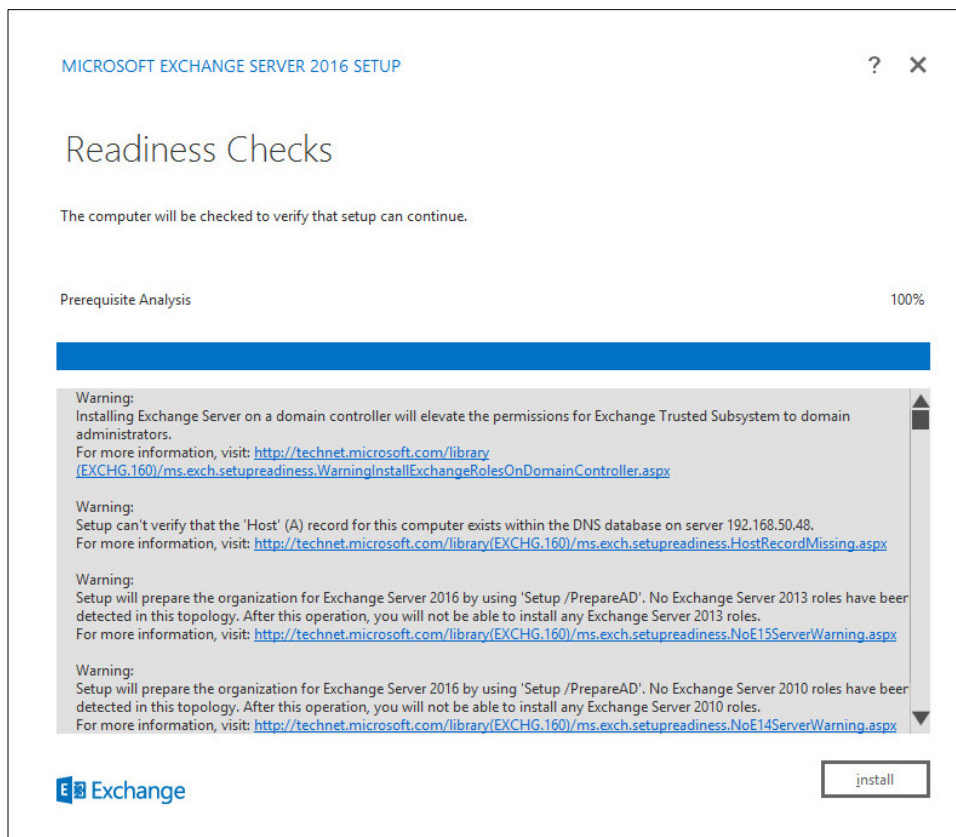 MICROSOFT EXCHANGE SERVER 2016 SETUP
?
Readiness Checks
The computer will be checked to verify that setup can continue.
Prerequisite Analysis
100%
Warning:
Installing Exchange Server on a domain controller will elevate the permissions for Exchange Trusted Subsystem to domain
administrators.
For more information, visit: http://technet.microsoft.com/library
(EXCHG.160)/ms.exch.setupreadiness.WarningInstallExchangeRolesOnDomainController.aspx
Warning:
Setup can't verify that the 'Host' (A) record for this computer exists within the DNS database on server 192.168.50.48.
For more information, visit: http://technet.microsoft.com/library(EXCHG.160)/ms.exch.setupreadiness.HostRecordMissing.aspx
Warning:
Setup will prepare the organization for Exchange Server 2016 by using 'Setup /PrepareAD'. No Exchange Server 2013 roles have been
detected in this topology. After this operation, you will not be able to install any Exchange Server 2013 roles.
For more information, visit: http://technet.microsoft.com/library(EXCHG.160)/ms.exch.setupreadiness.NoE15ServerWarning.aspx
Warning:
Setup will prepare the organization for Exchange Server 2016 by using 'Setup /PrepareAD'. No Exchange Server 2010 roles have been
detected in this topology. After this operation, you will not be able to install any Exchange Server 2010 roles.
For more information, visit: http://technet.microsoft.com/library(EXCHG.160)/ms.exch.setupreadiness.NoE14ServerWarning.aspx
Exchange
install